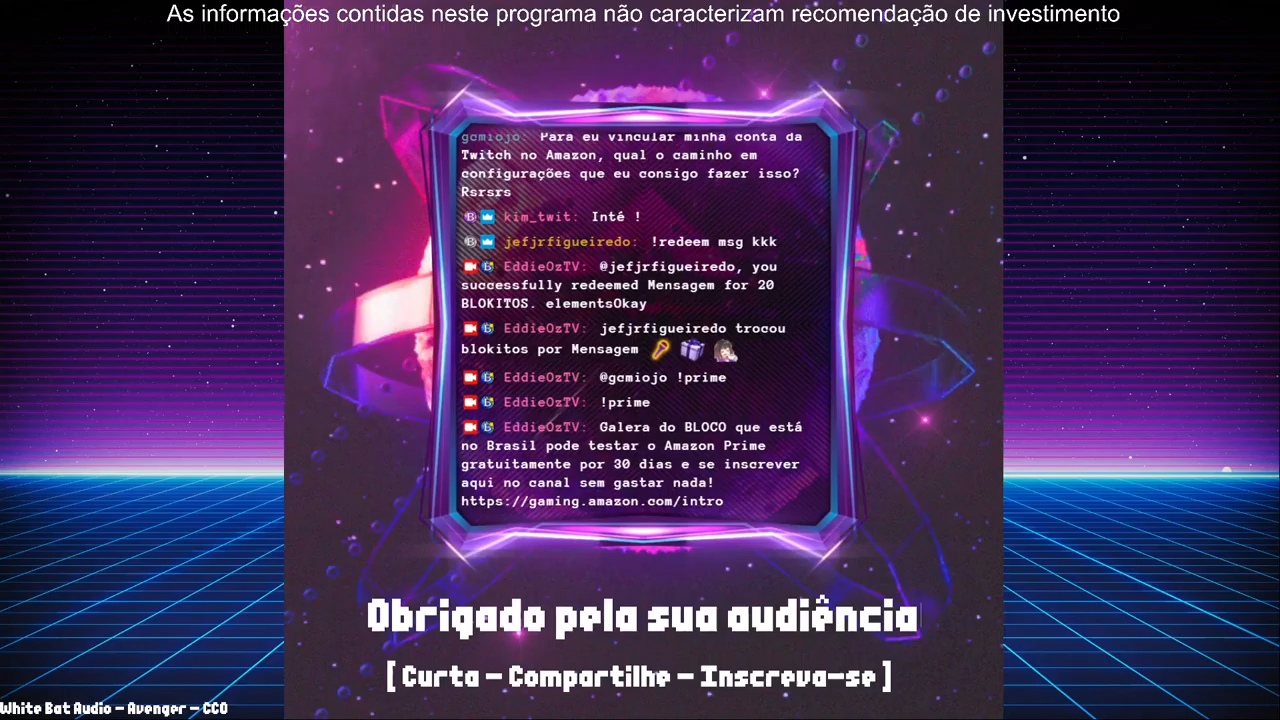 As informações contidas neste programa não caracterizam recomendação de investimento
gcmiojo: Para eu vincular minha conta da
Twitch no Amazon, qual o caminho em
configurações que eu consigo fazer isso?
Rsrsrs
kim_twit: Inté !
jefjrfigueiredo: !redeem msg kkk
EddieOzTV: @jefjrfigueiredo, you
successfully redeemed Mensagem for 20
BLOKITOS. elementsOkay
EddieOzTV: jefjrfigueiredo trocou
blokitos por Mensagem
EddieOzTV: @gcmiojo !prime
EddieOzTV: !prime
EddieOzTV: Galera do BLOCO que está
no Brasil pode testar o Amazon Prime
gratuitamente por 30 dias e se inscrever
aqui no canal sem gastar nada!
https://gaming.amazon.com/intro
Obrigado pela sua audiência
[ Curta - Compartilhe - Inscreva-se ]
White Bat Audio - Avenger - CC0